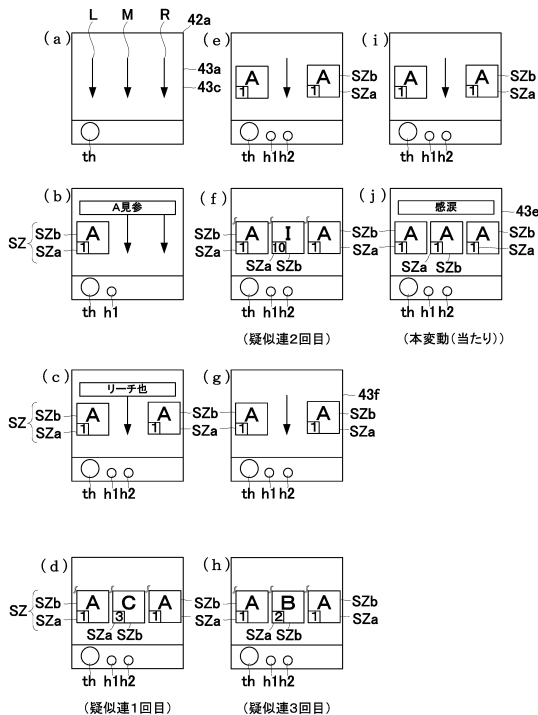 L M R 42a
(a) (e) (i)
43a
43c
A A SZb
1 1 SZa
A A SZb
1 1 SZa
th th h1h2 th h1h2
(b) (f) (j)
A見参 感涙 43e
SZ SZb A SZb A I A SZb A A A SZb
SZa 1 SZa 1 10 1 SZa 1 1 1 SZa
SZa SZb SZa SZb
th h1 th h1h2 th h1h2
(疑似連2回目) (本変動(当たり))
(c) (g)
リーチ也 43f
SZ SZb A A SZb A A SZb
SZa 1 1 SZa 1 1 SZa
th h1h2 th h1h2
(d) (h)
SZ SZb A C A SZb A B A SZb
SZa 1 3 1 SZa 1 2 1 SZa
SZa SZb SZa SZb
th h1h2 th h1h2
(疑似連1回目) (疑似連3回目)